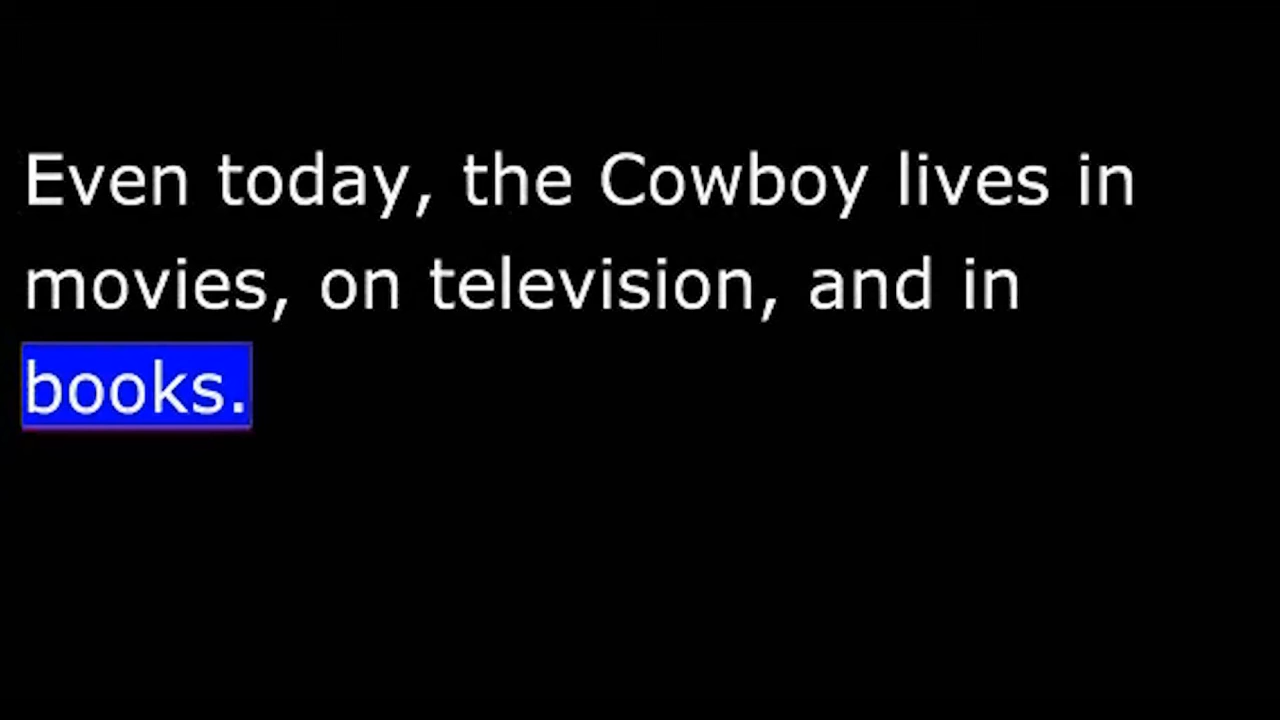 Even today, the Cowboy lives in
movies, on television, and in
books.